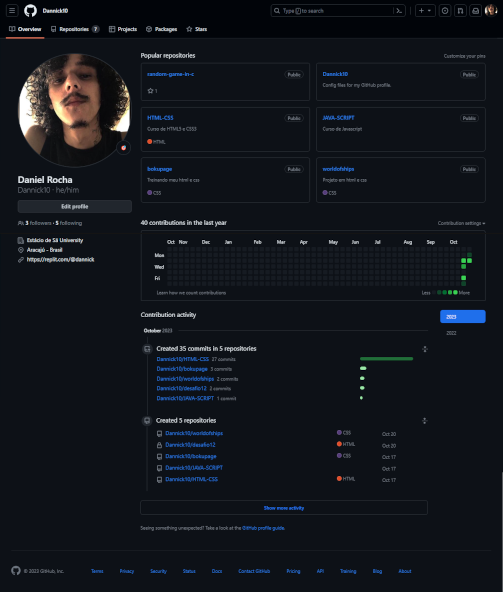 Dannick10
Type / to search
Overview
Repositories 7
Projects
Packages
Stars
Popular repositories
Customize your pins
random-game-in-c
Public
1
Dannick10
Public
Config files for my GitHub profile.
HTML-CSS
Public
Curso de HTML5 e CSS3
HTML
JAVA-SCRIPT
Public
Curso de Javascript
bokupage
Public
Treinando meu html e css
CSS
worldofships
Public
Projeto em html e css
CSS
Daniel Rocha
Dannick10 · he/him
Edit profile
3 followers · 5 following
Estácio de Sá University
Aracajú - Brasil
https://replit.com/@dannick
40 contributions in the last year
Contribution settings
Oct Nov Dec Jan Feb Mar Apr May Jun Jul Aug Sep Oct
Mon
Wed
Fri
Learn how we count contributions
Less More
Contribution activity
2023
2022
October 2023
Created 35 commits in 5 repositories
Dannick10/HTML-CSS 27 commits
Dannick10/bokupage 3 commits
Dannick10/worldofships 2 commits
Dannick10/desafio12 2 commits
Dannick10/JAVA-SCRIPT 1 commit
Created 5 repositories
Dannick10/worldofships CSS Oct 20
Dannick10/desafio12 HTML Oct 20
Dannick10/bokupage CSS Oct 17
Dannick10/JAVA-SCRIPT Oct 17
Dannick10/HTML-CSS HTML Oct 17
Show more activity
Seeing something unexpected? Take a look at the GitHub profile guide.
© 2023 GitHub, Inc. Terms Privacy Security Status Docs Contact GitHub Pricing API Training Blog About